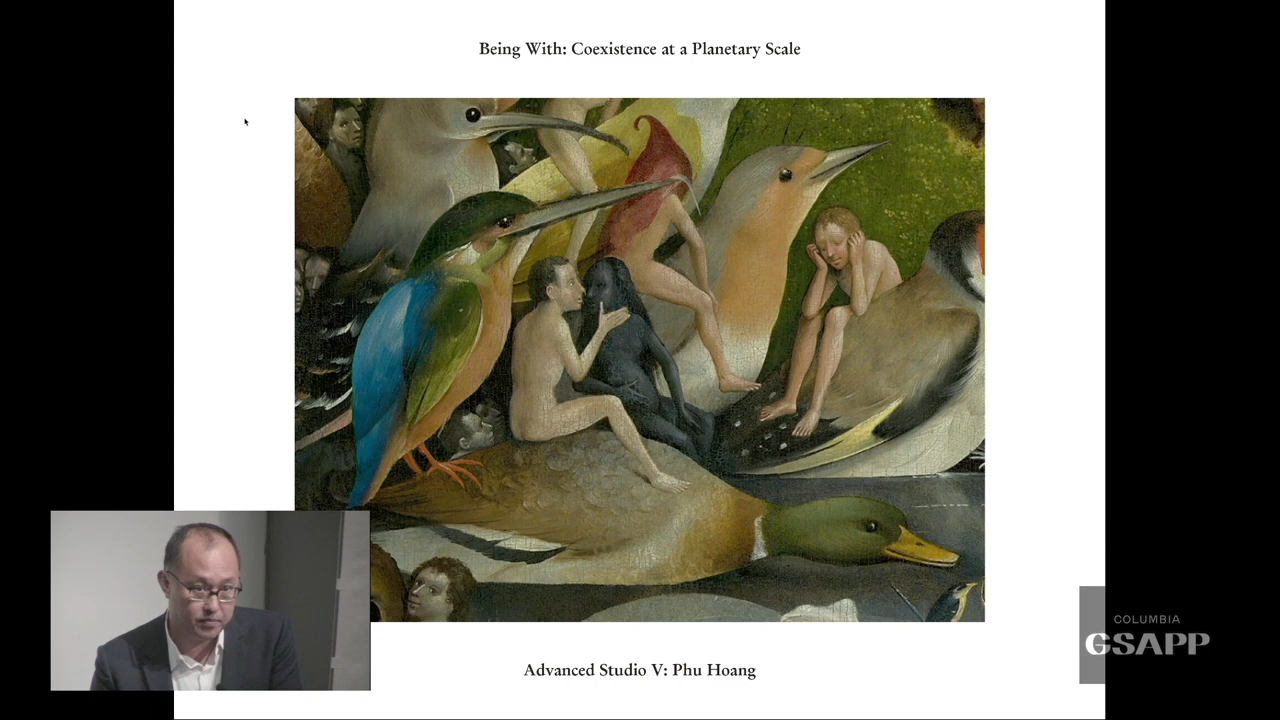 Being With: Coexistence at a Planetary Scale
COLUMBIA
GSAPP
Advanced Studio V: Phu Hoang